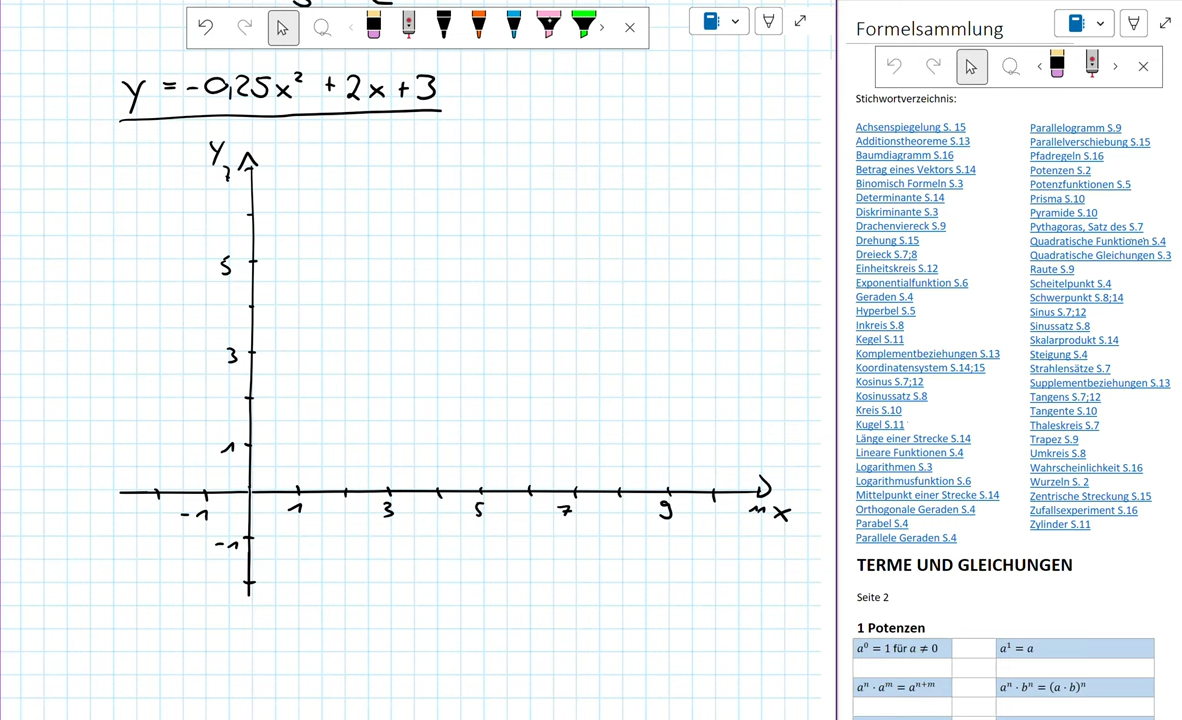 y = -0,25x² + 2x + 3
y
7
5
3
1
-1
1
3
5
7
9
11 x
-1
Formelsammlung
Stichwortverzeichnis:
Achsenspiegelung S. 15
Additionstheoreme S.13
Baumdiagramm S.16
Betrag eines Vektors S.14
Binomisch Formeln S.3
Determinante S.14
Diskriminante S.3
Drachenviereck S.9
Drehung S.15
Dreieck S.7;8
Einheitskreis S.12
Exponentialfunktion S.6
Geraden S.4
Hyperbel S.5
Inkreis S.8
Kegel S.11
Komplementbeziehungen S.13
Koordinatensystem S.14;15
Kosinus S.7;12
Kosinussatz S.8
Kreis S.10
Kugel S.11
Länge einer Strecke S.14
Lineare Funktionen S.4
Logarithmen S.3
Logarithmusfunktion S.6
Mittelpunkt einer Strecke S.14
Orthogonale Geraden S.4
Parabel S.4
Parallele Geraden S.4
Parallelogramm S.9
Parallelverschiebung S.15
Pfadregeln S.16
Potenzen S.2
Potenzfunktionen S.5
Prisma S.10
Pyramide S.10
Pythagoras, Satz des S.7
Quadratische Funktionen S.4
Quadratische Gleichungen S.3
Raute S.9
Scheitelpunkt S.4
Schwerpunkt S.8;14
Sinus S.7;12
Sinussatz S.8
Skalarprodukt S.14
Steigung S.4
Strahlensätze S.7
Supplementbeziehungen S.13
Tangens S.7;12
Tangente S.10
Thaleskreis S.7
Trapez S.9
Umkreis S.8
Wahrscheinlichkeit S.16
Wurzeln S. 2
Zentrische Streckung S.15
Zufallsexperiment S.16
Zylinder S.11
TERME UND GLEICHUNGEN
Seite 2
1 Potenzen
a⁰ = 1 für a ≠ 0
a¹ = a
aⁿ · aᵐ = aⁿ⁺ᵐ
aⁿ · bⁿ = (a · b)ⁿ